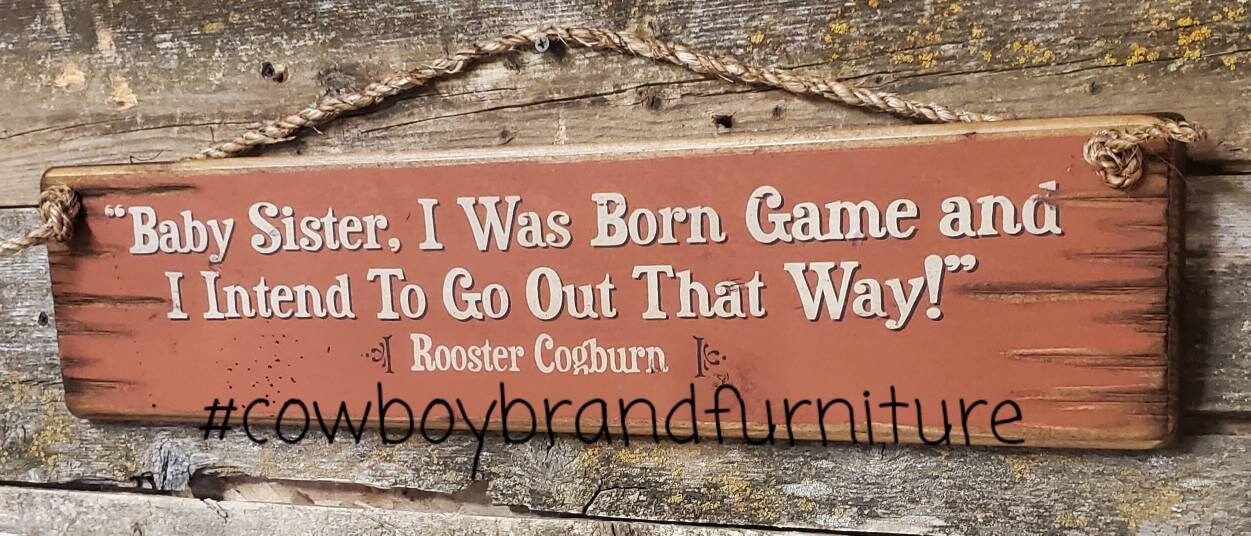 “Baby Sister, I Was Born Game and
I Intend To Go Out That Way!”
Rooster Cogburn
#cowboybrandfurniture